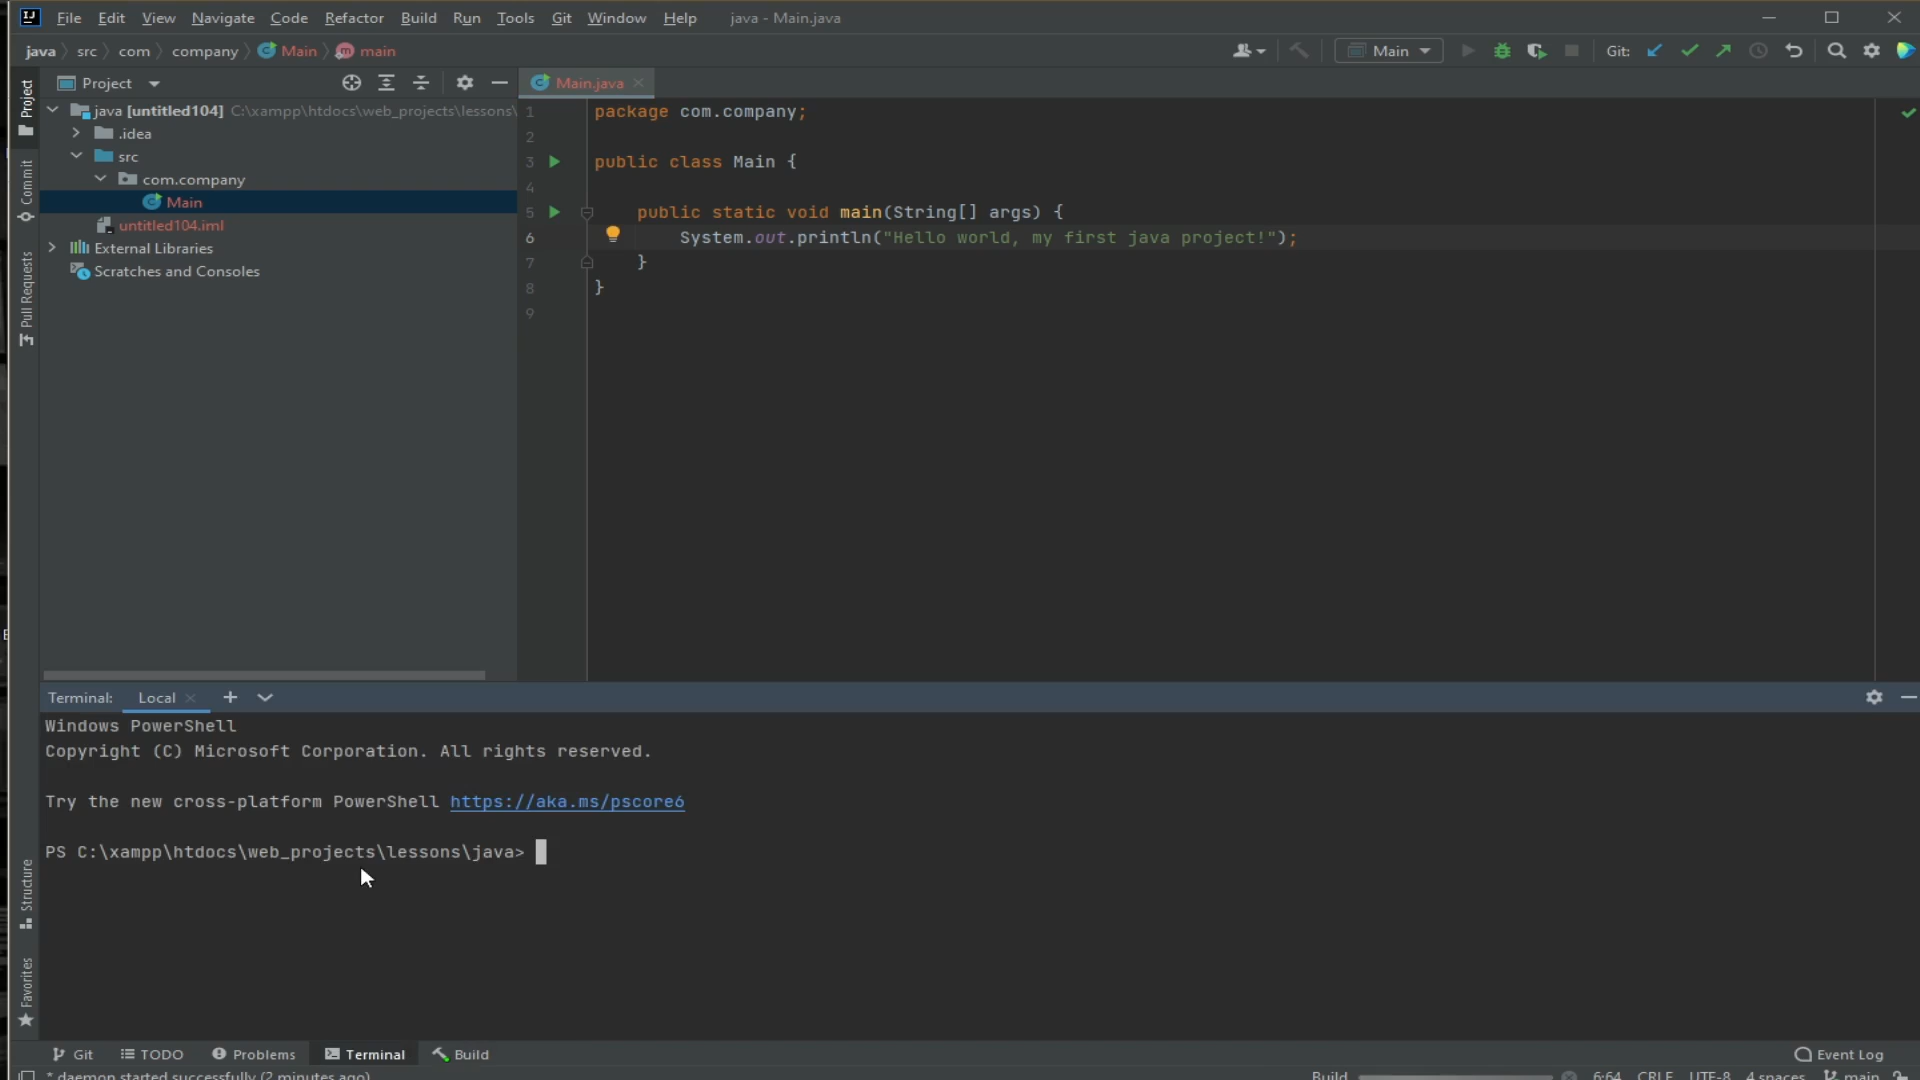 File Edit View Navigate Code Refactor Build Run Tools Git Window Help java - Main.java
java src com company Main main
Main
Git:
Project
Main.java
java [untitled104] C:\xampp\htdocs\web_projects\lessons\
.idea
src
com.company
Main
untitled104.iml
External Libraries
Scratches and Consoles
Project
Commit
Pull Requests
Structure
Favorites
1 package com.company;
2
3 public class Main {
4
5 public static void main(String[] args) {
6 System.out.println("Hello world, my first java project!");
7 }
8 }
9
Terminal: Local
Windows PowerShell
Copyright (C) Microsoft Corporation. All rights reserved.
Try the new cross-platform PowerShell https://aka.ms/pscore6
PS C:\xampp\htdocs\web_projects\lessons\java>
Git TODO Problems Terminal Build Event Log
* daemon started successfully (2 minutes ago) Build 6:64 CRLF UTF-8 4 spaces main